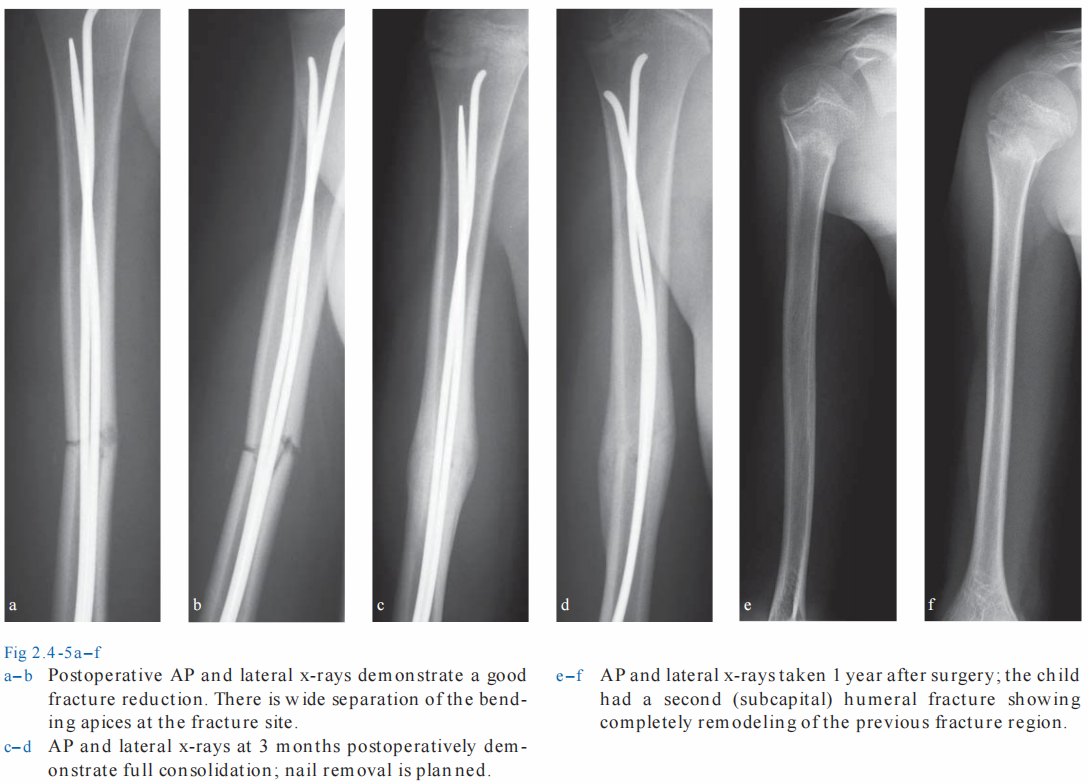 a
b
c
d
e
f
Fig 2.4-5a–f
a–b Postoperative AP and lateral x-rays demonstrate a good
fracture reduction. There is wide separation of the bend-
ing apices at the fracture site.
c–d AP and lateral x-rays at 3 months postoperatively dem-
onstrate full consolidation; nail removal is planned.
e–f AP and lateral x-rays taken 1 year after surgery; the child
had a second (subcapital) humeral fracture showing
completely remodeling of the previous fracture region.